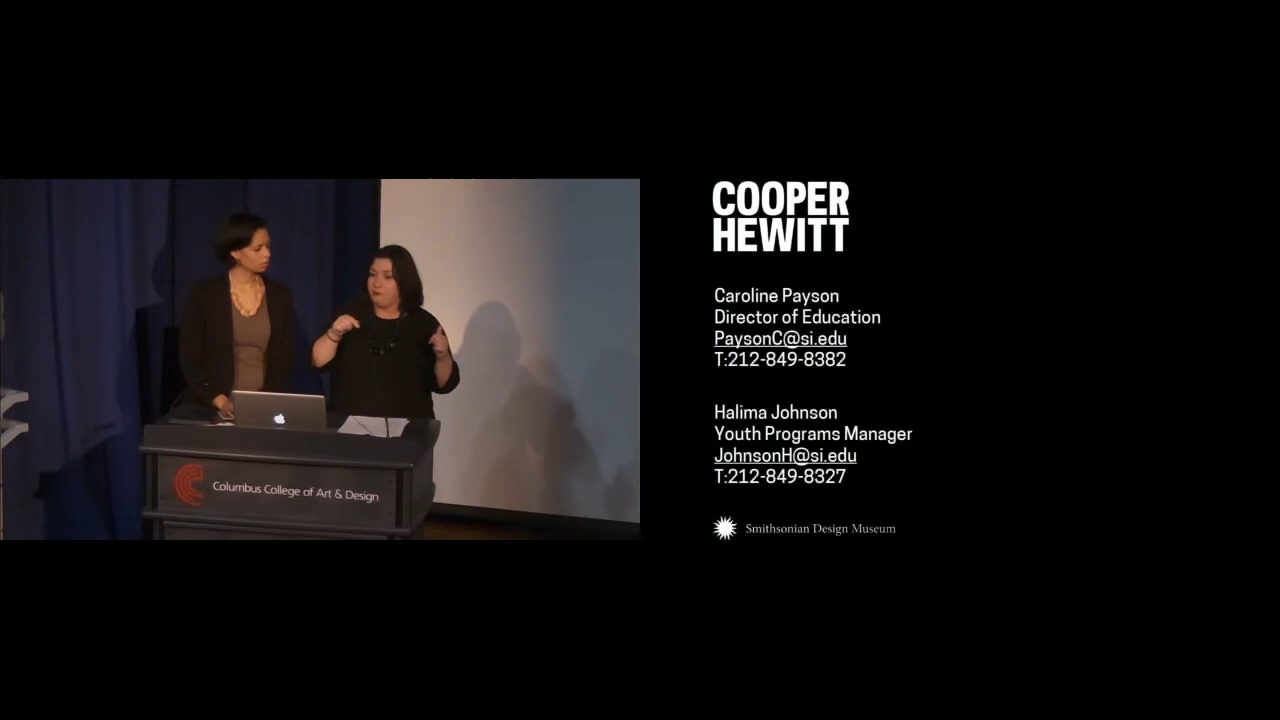 Columbus College of Art & Design
COOPER
HEWITT
Caroline Payson
Director of Education
PaysonC@si.edu
T:212-849-8382
Halima Johnson
Youth Programs Manager
JohnsonH@si.edu
T:212-849-8327
Smithsonian Design Museum